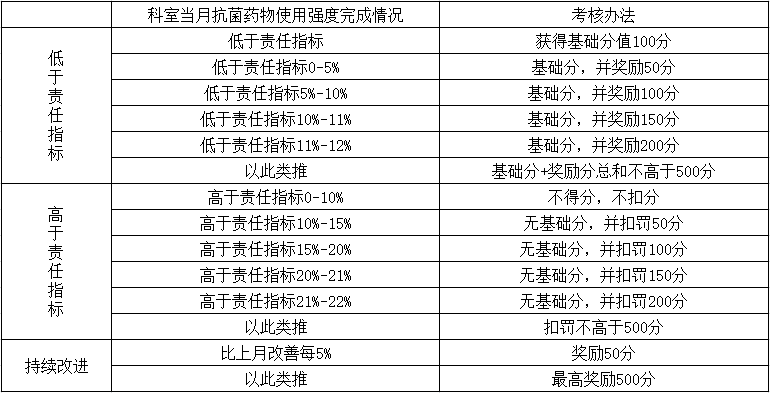 科室当月抗菌药物使用强度完成情况 考核办法
低于责任指标
低于责任指标 获得基础分值100分
低于责任指标0-5% 基础分，并奖励50分
低于责任指标5%-10% 基础分，并奖励100分
低于责任指标10%-11% 基础分，并奖励150分
低于责任指标11%-12% 基础分，并奖励200分
以此类推 基础分+奖励分总和不高于500分
高于责任指标
高于责任指标0-10% 不得分，不扣分
高于责任指标10%-15% 无基础分，并扣罚50分
高于责任指标15%-20% 无基础分，并扣罚100分
高于责任指标20%-21% 无基础分，并扣罚150分
高于责任指标21%-22% 无基础分，并扣罚200分
以此类推 扣罚不高于500分
持续改进
比上月改善每5% 奖励50分
以此类推 最高奖励500分